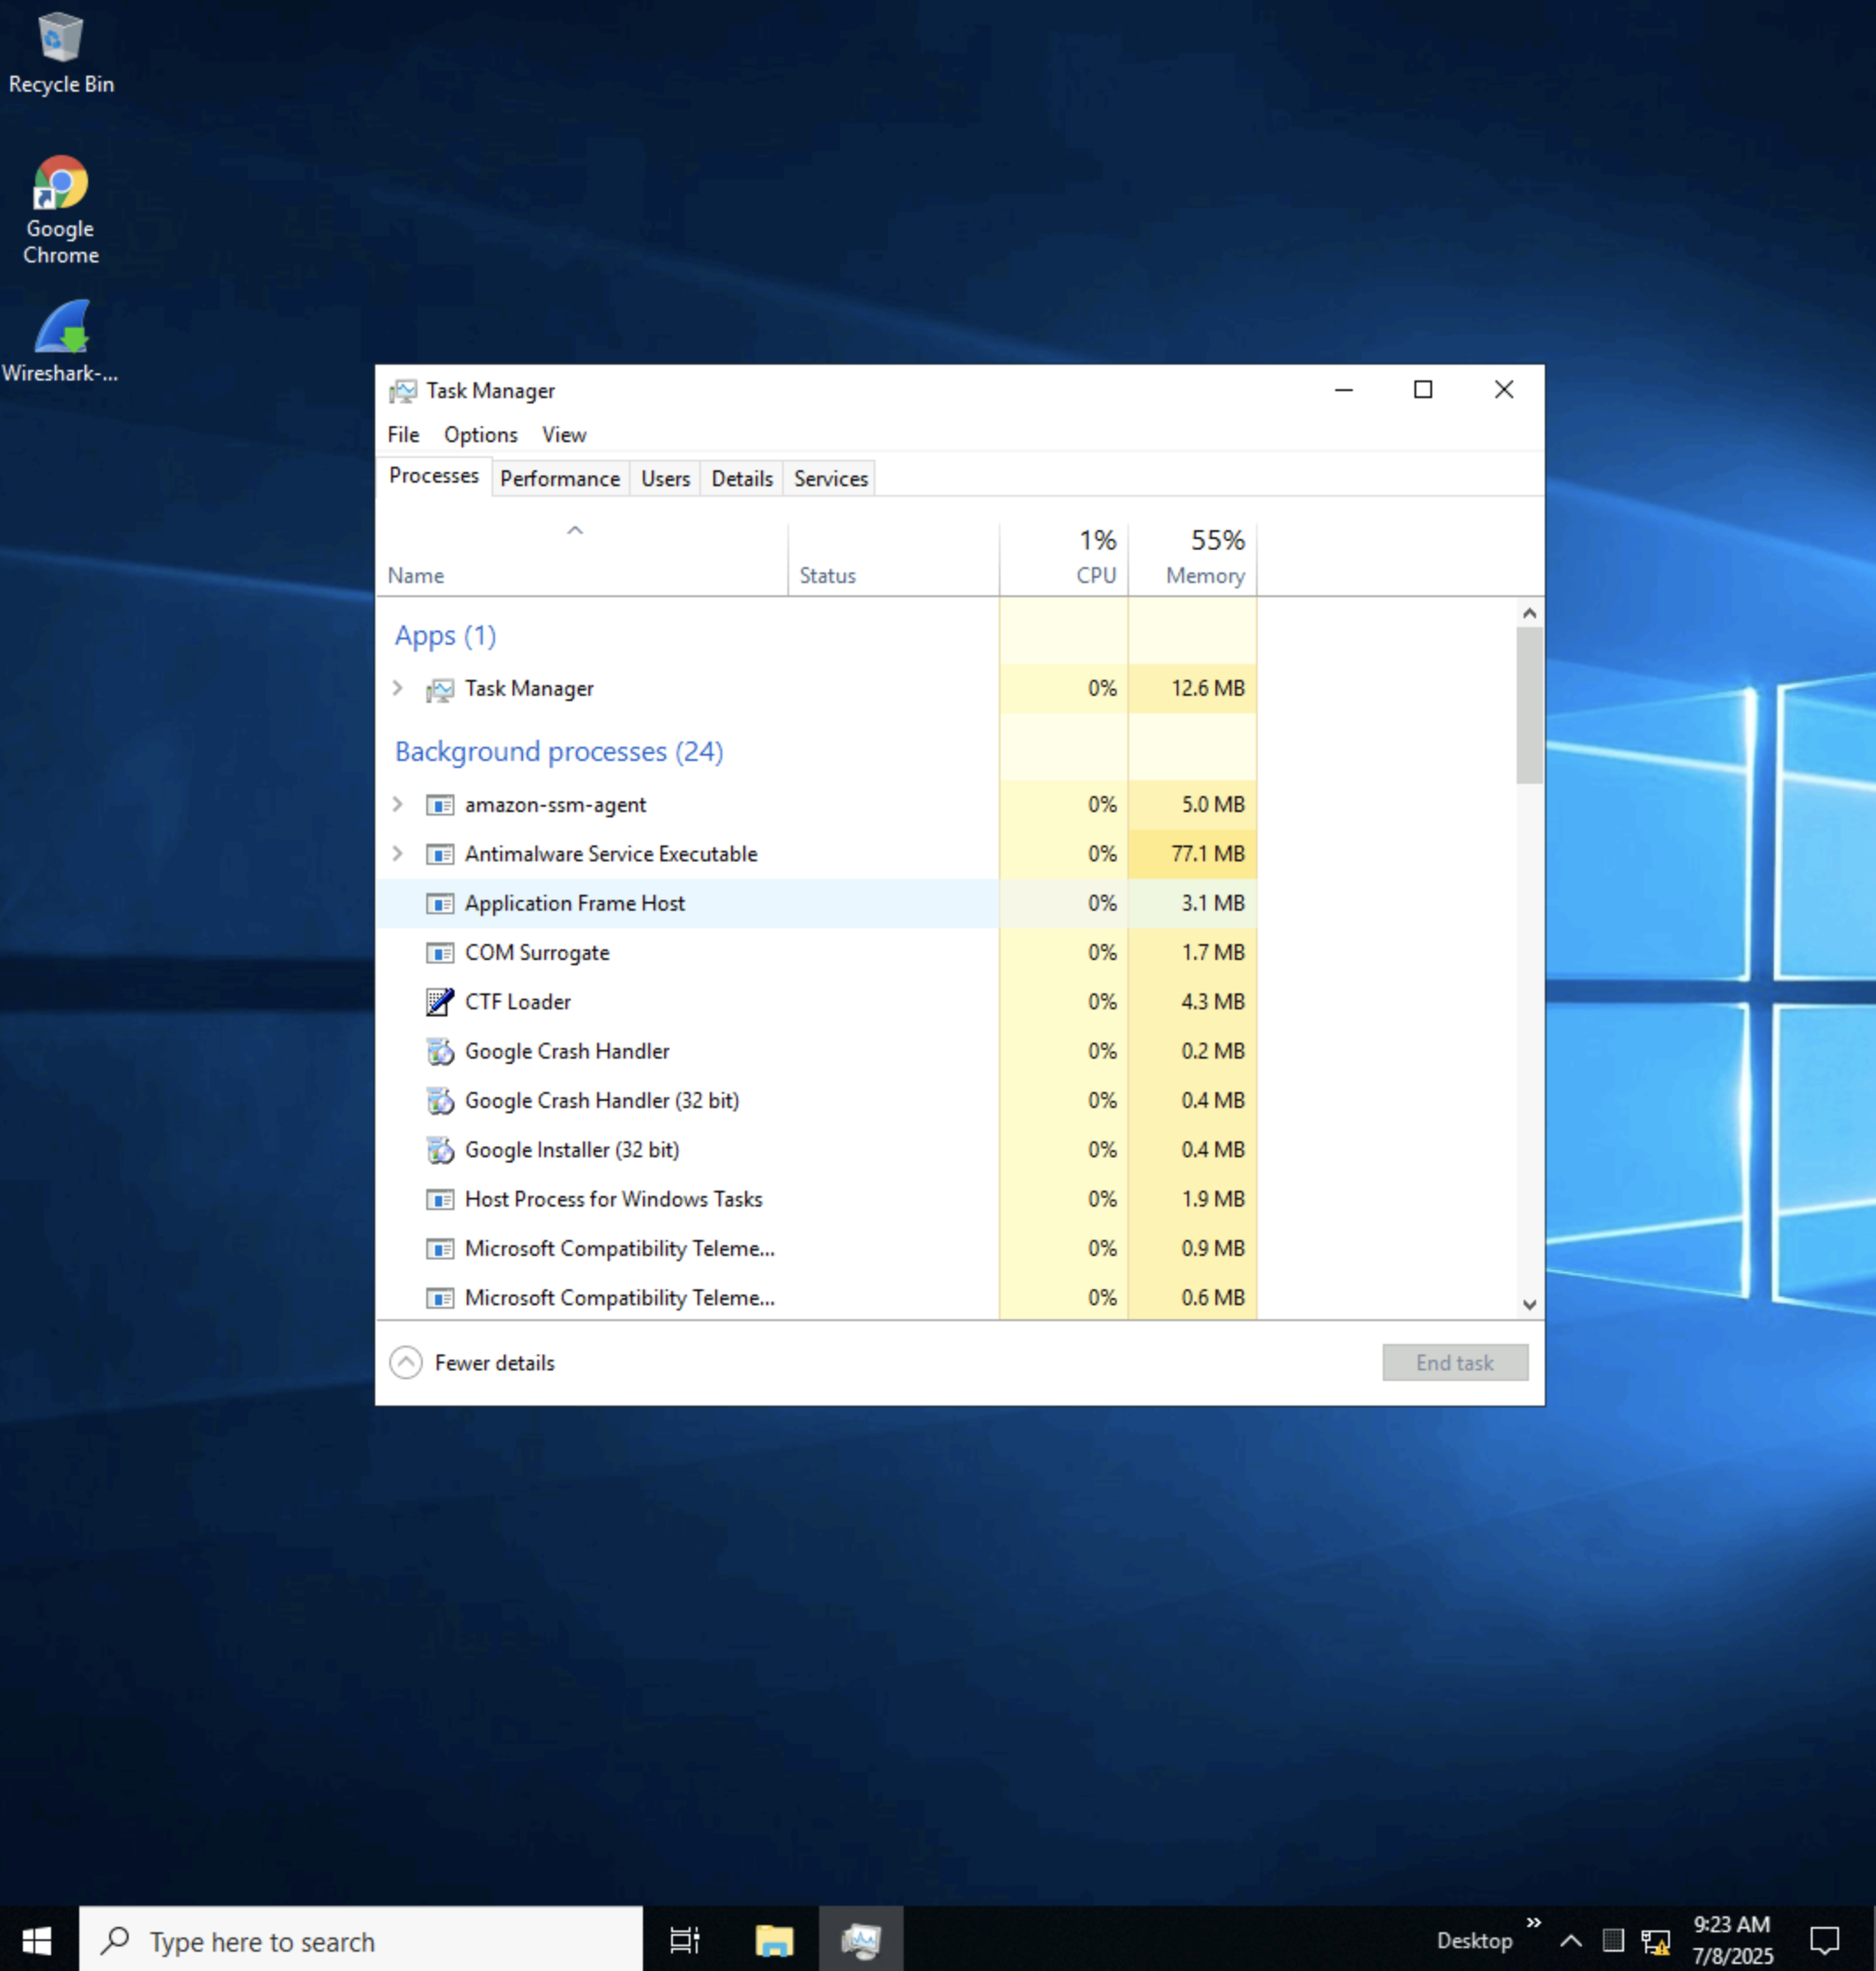 Recycle Bin
Google
Chrome
Wireshark-...
Task Manager
File Options View
Processes Performance Users Details Services
1% 55%
Name Status CPU Memory
Apps (1)
Task Manager 0% 12.6 MB
Background processes (24)
amazon-ssm-agent 0% 5.0 MB
Antimalware Service Executable 0% 77.1 MB
Application Frame Host 0% 3.1 MB
COM Surrogate 0% 1.7 MB
CTF Loader 0% 4.3 MB
Google Crash Handler 0% 0.2 MB
Google Crash Handler (32 bit) 0% 0.4 MB
Google Installer (32 bit) 0% 0.4 MB
Host Process for Windows Tasks 0% 1.9 MB
Microsoft Compatibility Teleme... 0% 0.9 MB
Microsoft Compatibility Teleme... 0% 0.6 MB
Fewer details End task
Type here to search
Desktop
9:23 AM
7/8/2025